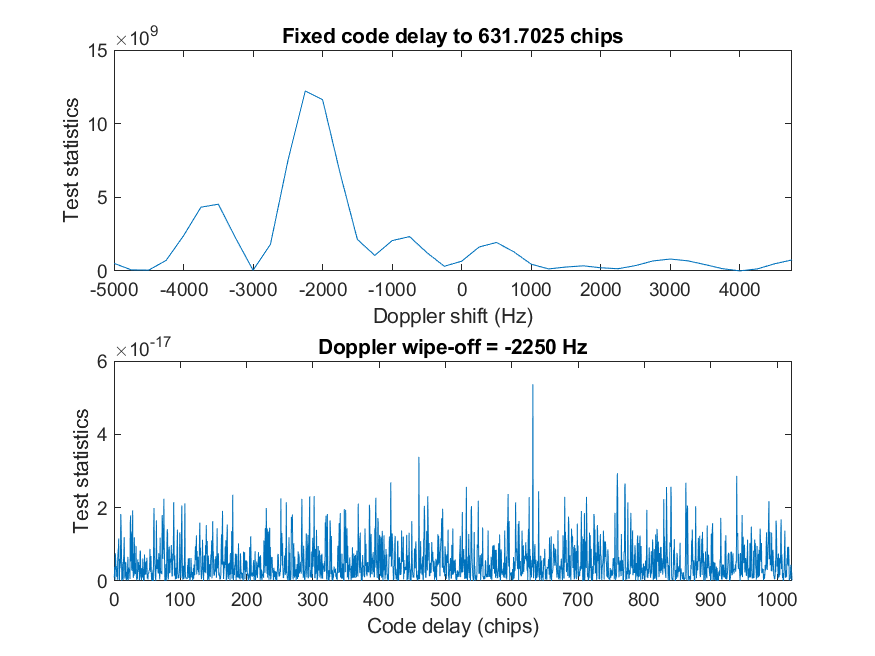 ×10⁹
Fixed code delay to 631.7025 chips
15
10
5
0
Test statistics
-5000 -4000 -3000 -2000 -1000 0 1000 2000 3000 4000
Doppler shift (Hz)
×10⁻¹⁷
Doppler wipe-off = -2250 Hz
6
4
2
0
Test statistics
0 100 200 300 400 500 600 700 800 900 1000
Code delay (chips)